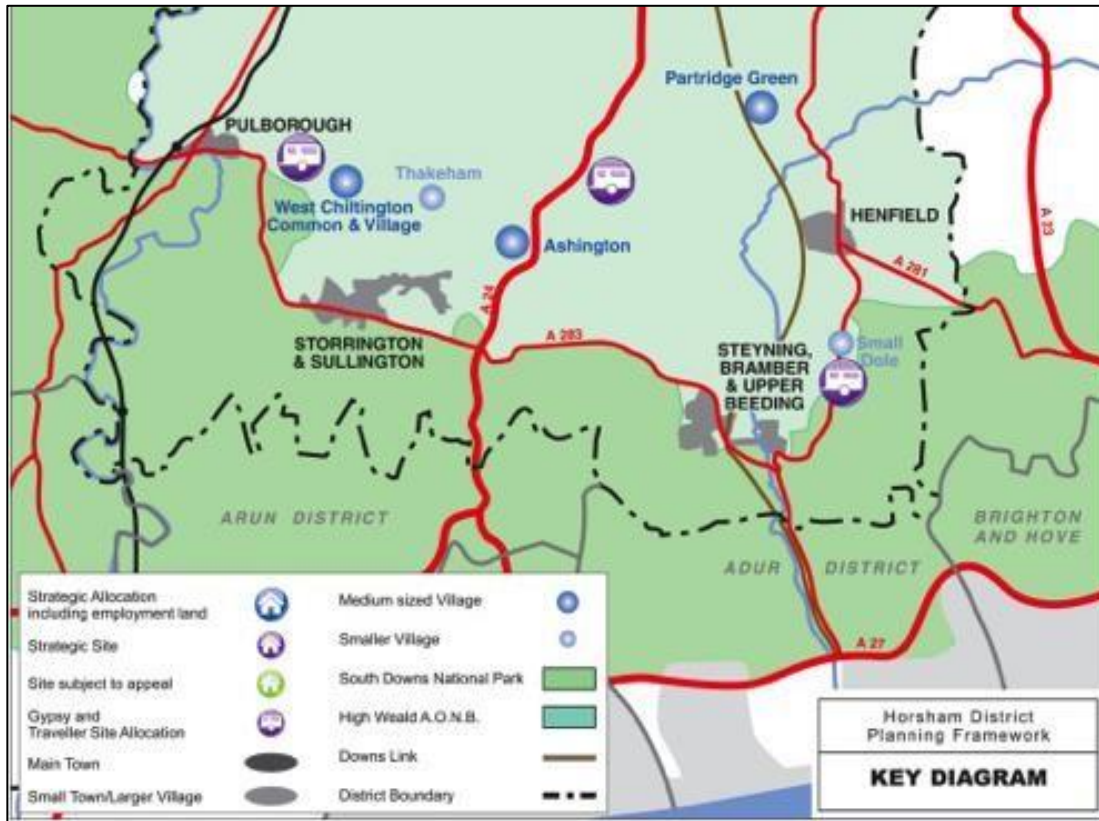 Partridge Green
PULBOROUGH
Thakeham
West Chiltington
Common & Village
HENFIELD
Ashington
A 23
A 281
A 24
STORRINGTON
& SULLINGTON
A 283
STEYNING,
BRAMBER
& UPPER
BEEDING
Small
Dole
ARUN DISTRICT
BRIGHTON
AND HOVE
ADUR DISTRICT
A 27
Strategic Allocation
including employment land
Strategic Site
Site subject to appeal
Gypsy and
Traveller Site Allocation
Main Town
Small Town/Larger Village
Medium sized Village
Smaller Village
South Downs National Park
High Weald A.O.N.B.
Downs Link
District Boundary
Horsham District
Planning Framework
KEY DIAGRAM